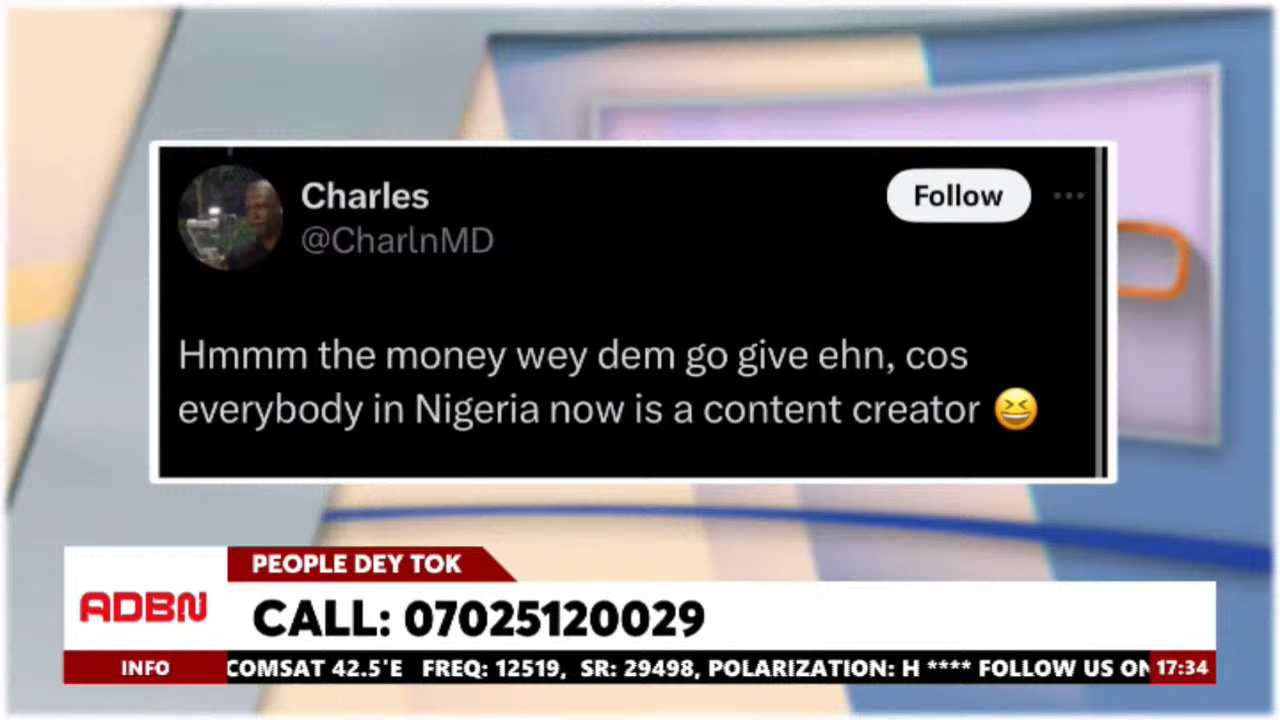 Charles
@CharlnMD
Follow
Hmmm the money wey dem go give ehn, cos
everybody in Nigeria now is a content creator 😆
PEOPLE DEY TOK
ADBN
CALL: 07025120029
INFO
COMSAT 42.5'E FREQ: 12519, SR: 29498, POLARIZATION: H **** FOLLOW US ON
17:34